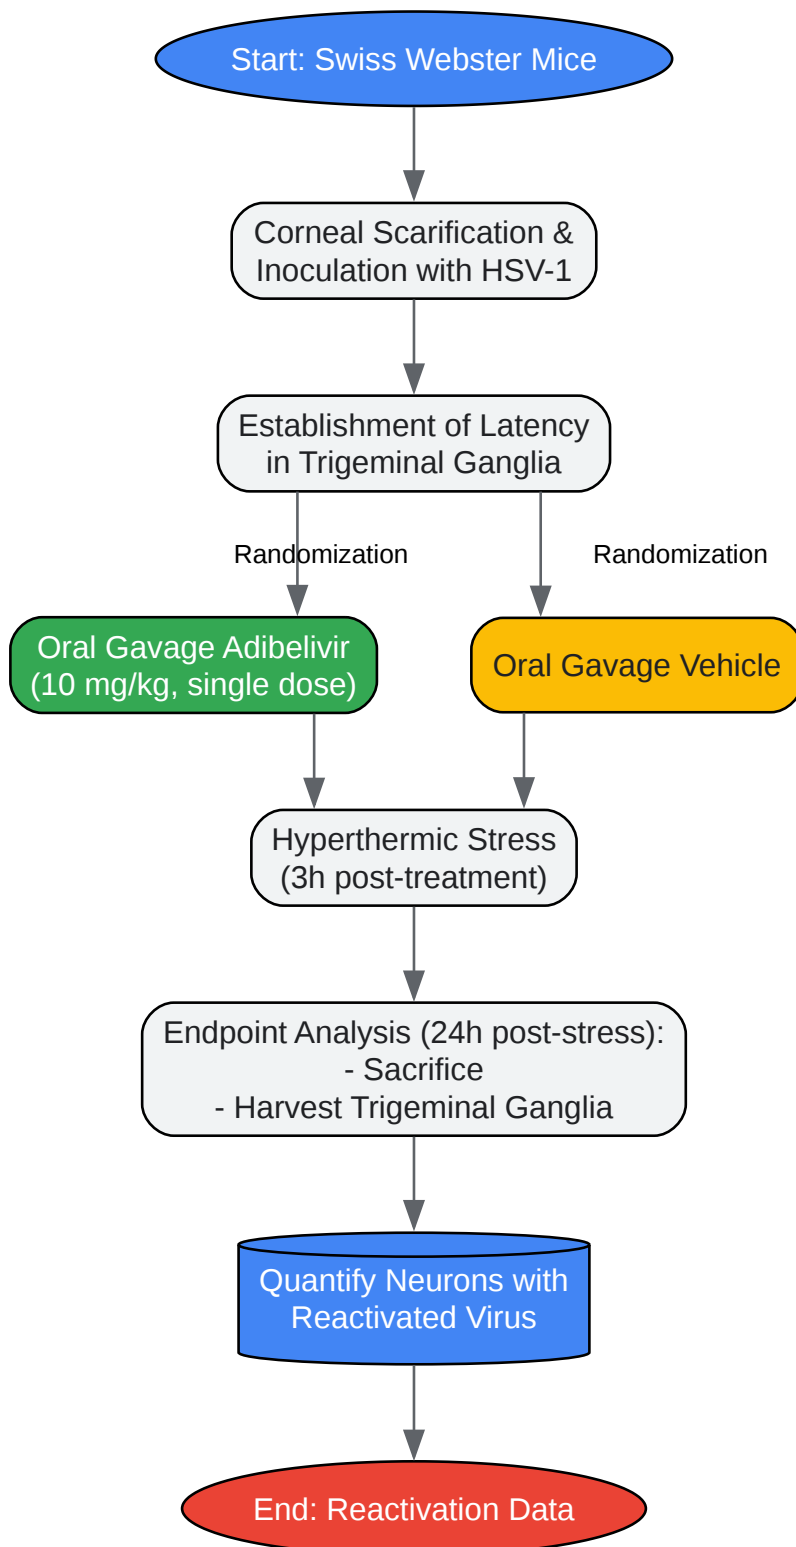 Start: Swiss Webster Mice
Corneal Scarification &
Inoculation with HSV-1
Establishment of Latency
in Trigeminal Ganglia
Randomization
Randomization
Oral Gavage Adibelivir
(10 mg/kg, single dose)
Oral Gavage Vehicle
Hyperthermic Stress
(3h post-treatment)
Endpoint Analysis (24h post-stress):
- Sacrifice
- Harvest Trigeminal Ganglia
Quantify Neurons with
Reactivated Virus
End: Reactivation Data